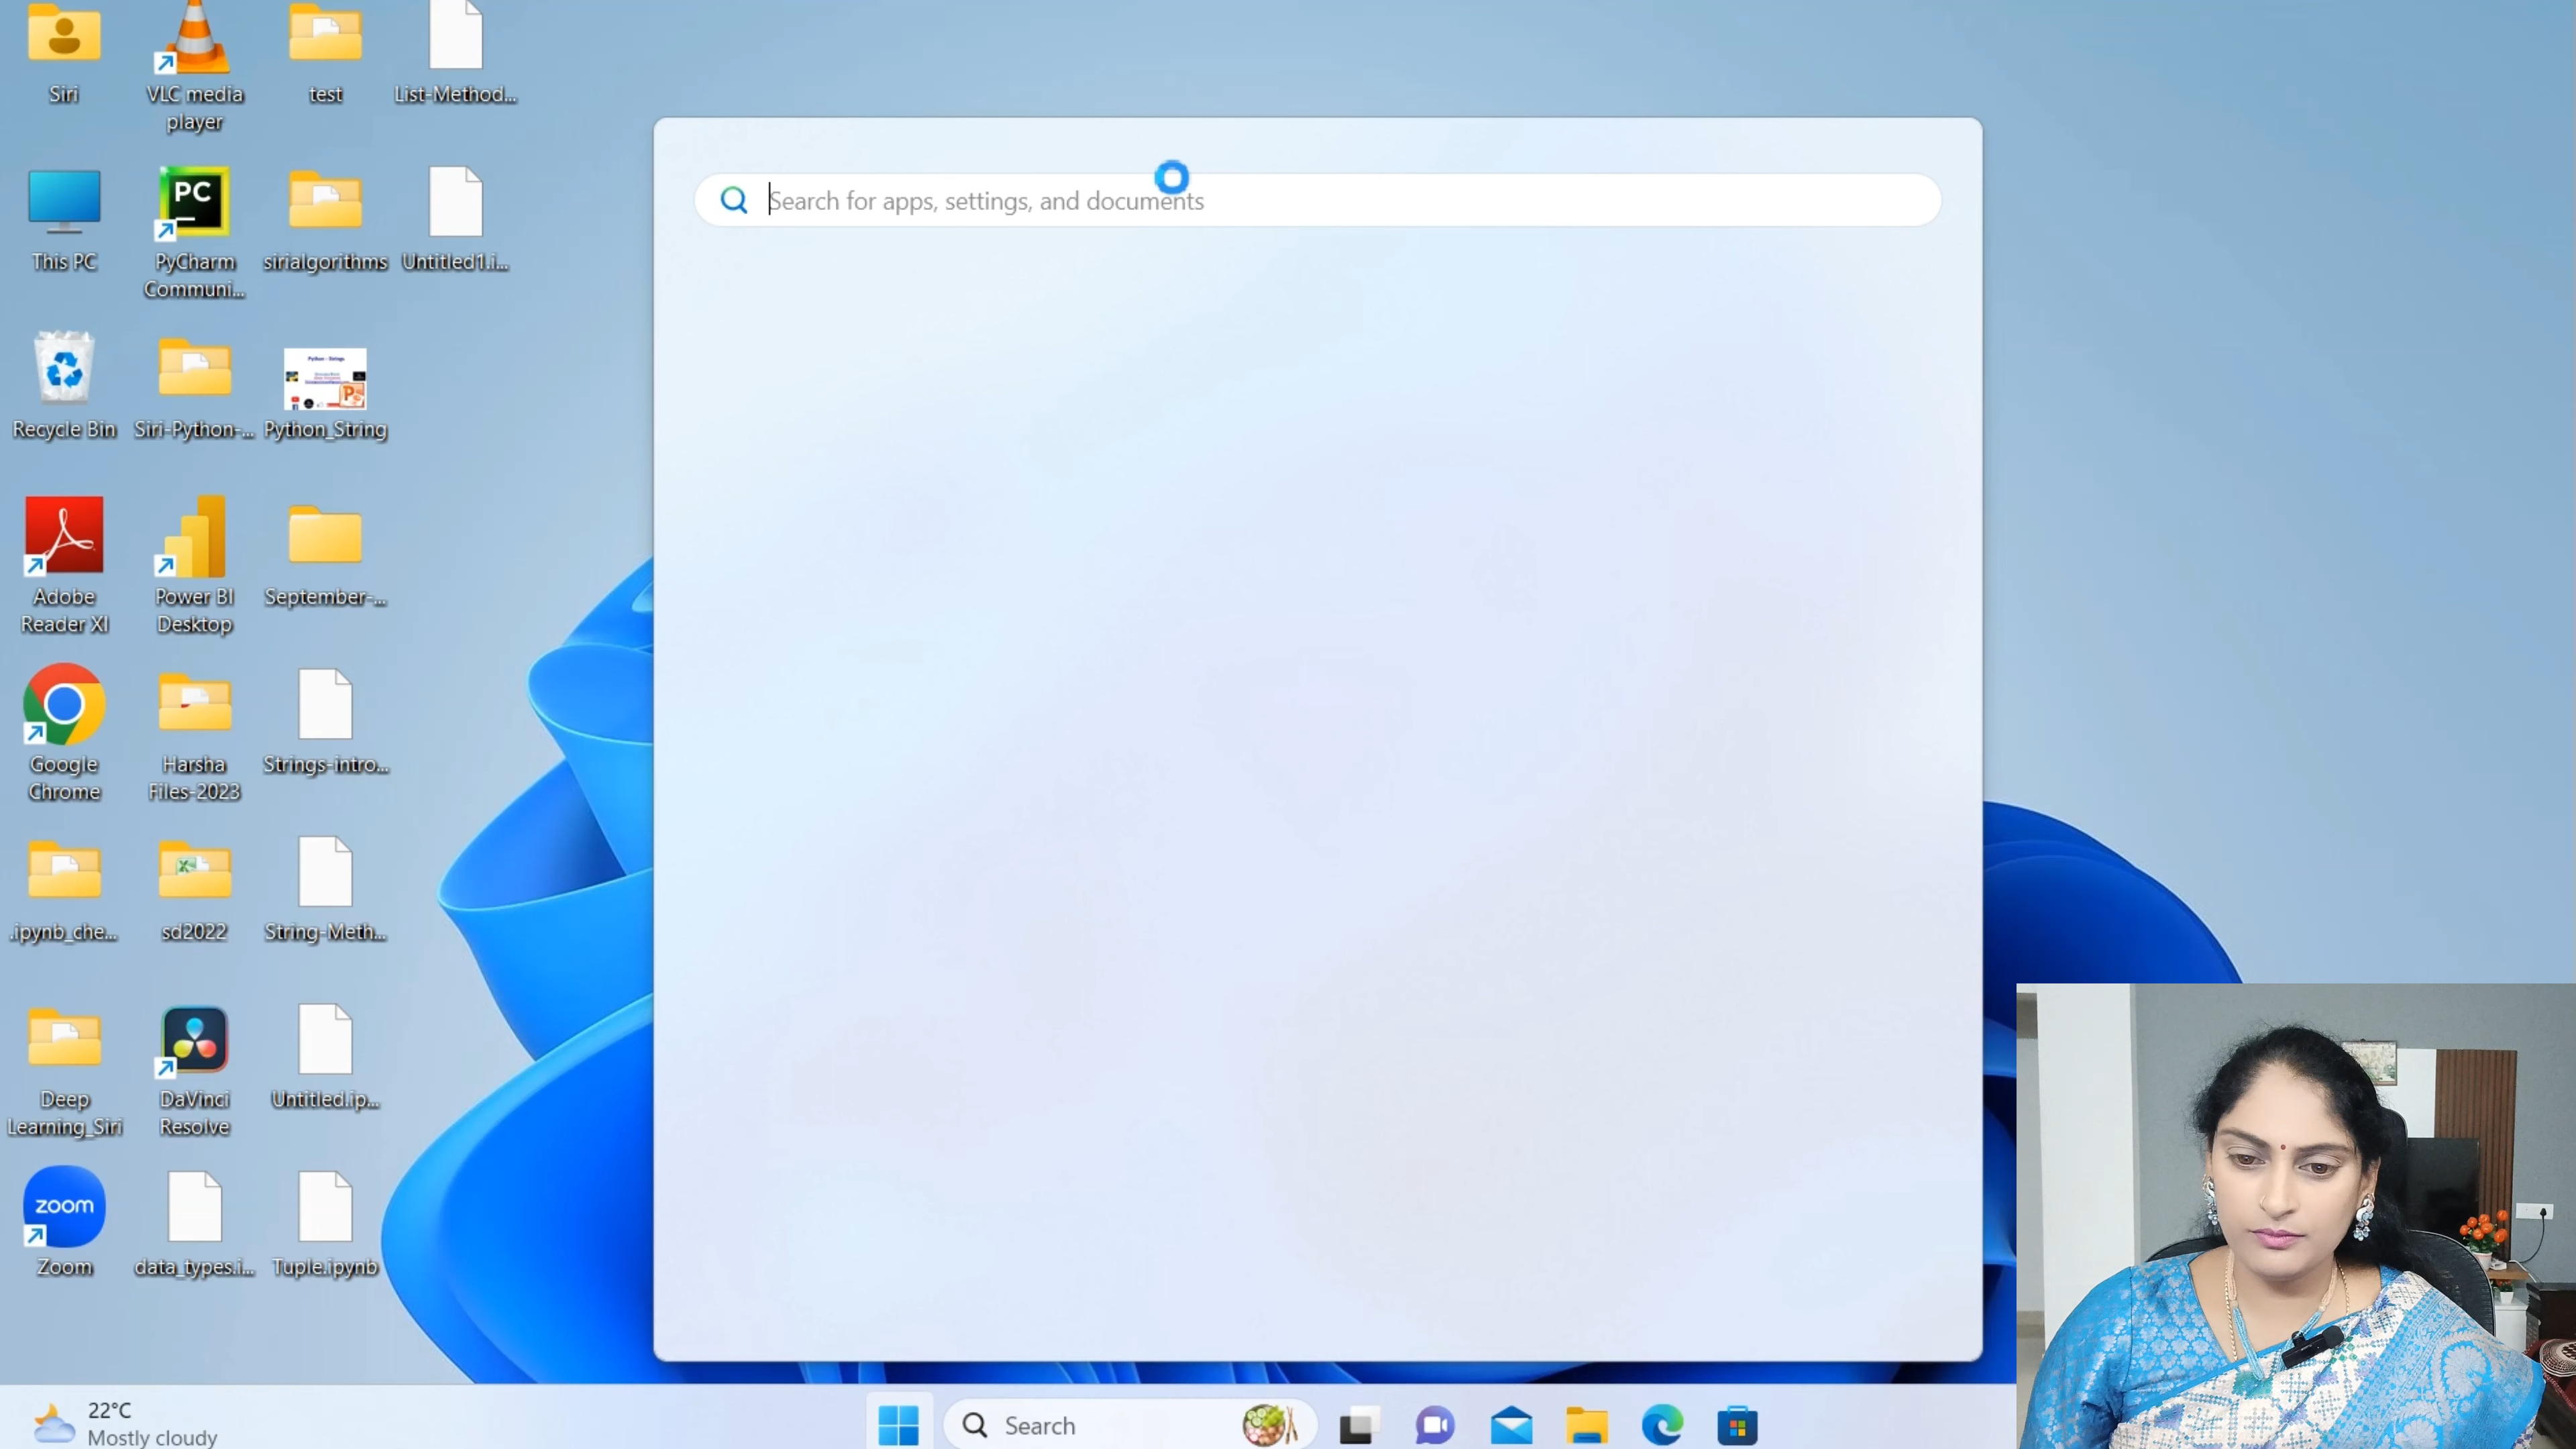 Siri
VLC media
player
test
List-Method...
This PC
PC
PyCharm
Communi...
sirialgorithms
Untitled1.i...
Recycle Bin
Siri-Python-...
Python - Strings
Python_String
Adobe
Reader XI
Power BI
Desktop
September-...
Google
Chrome
Harsha
Files-2023
Strings-intro...
.ipynb_che...
sd2022
String-Meth...
Deep
Learning_Siri
DaVinci
Resolve
Untitled.ip...
zoom
Zoom
data_types.i...
Tuple.ipynb
Search for apps, settings, and documents
22°C
Mostly cloudy
Search